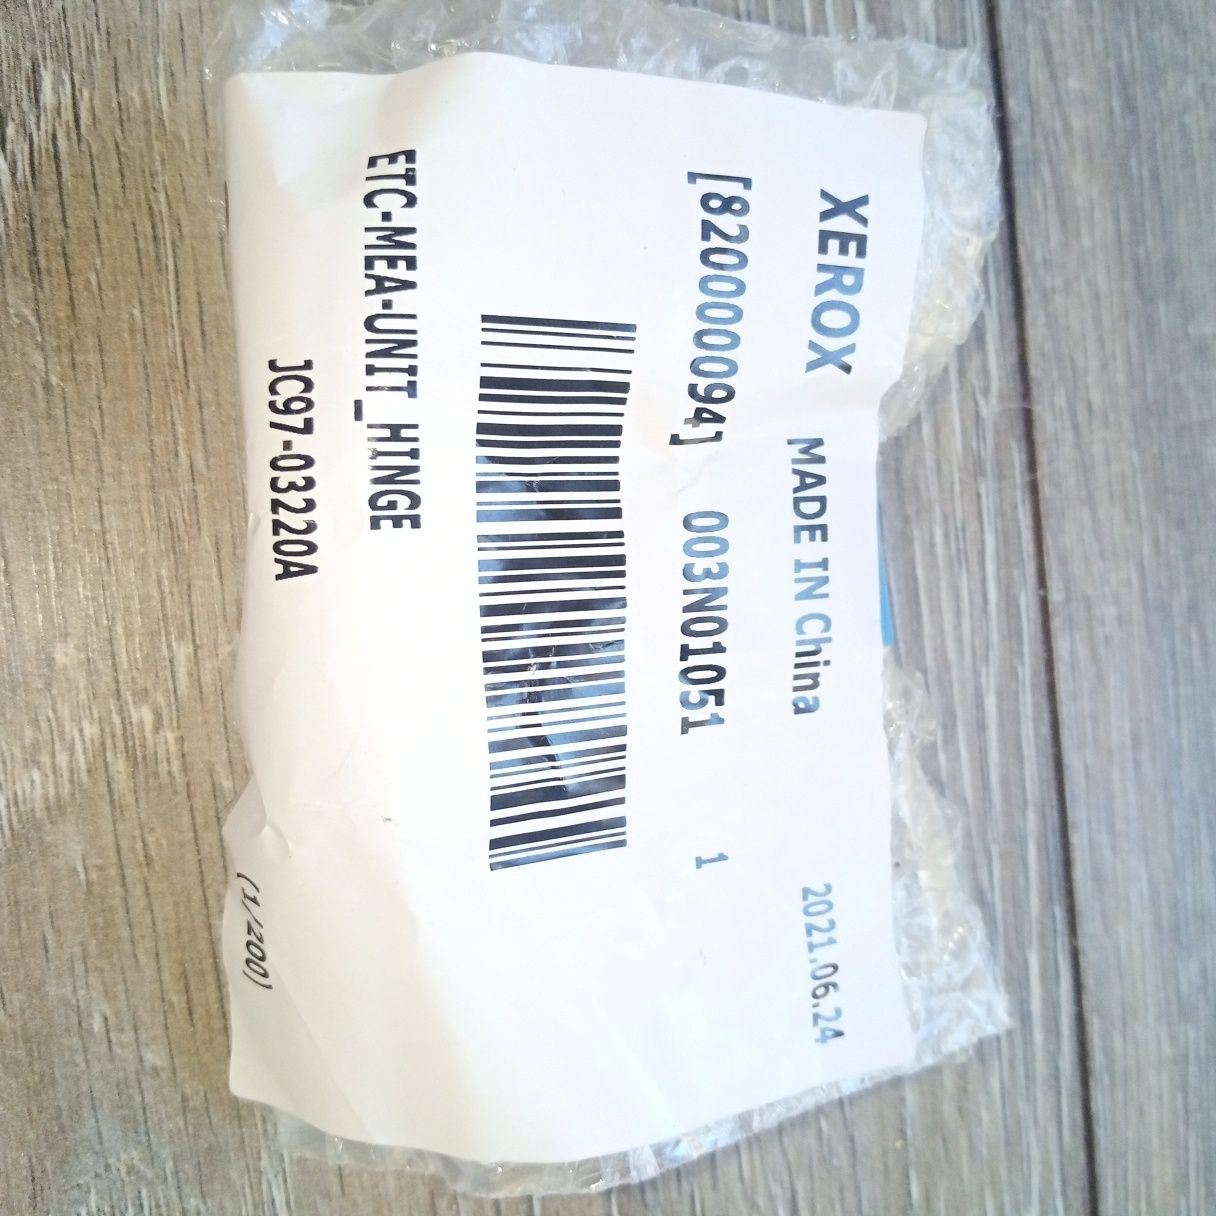 XEROX MADE IN China 2021.06.24
[820000094] 003N01051 1
ETC-MEA-UNIT_HINGE
JC97-03220A
(1/200)